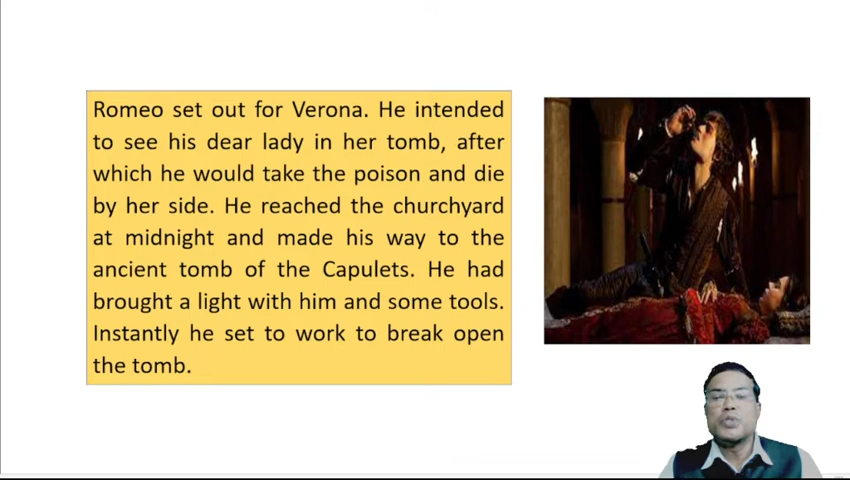 Romeo set out for Verona. He intended
to see his dear lady in her tomb, after
which he would take the poison and die
by her side. He reached the churchyard
at midnight and made his way to the
ancient tomb of the Capulets. He had
brought a light with him and some tools.
Instantly he set to work to break open
the tomb.